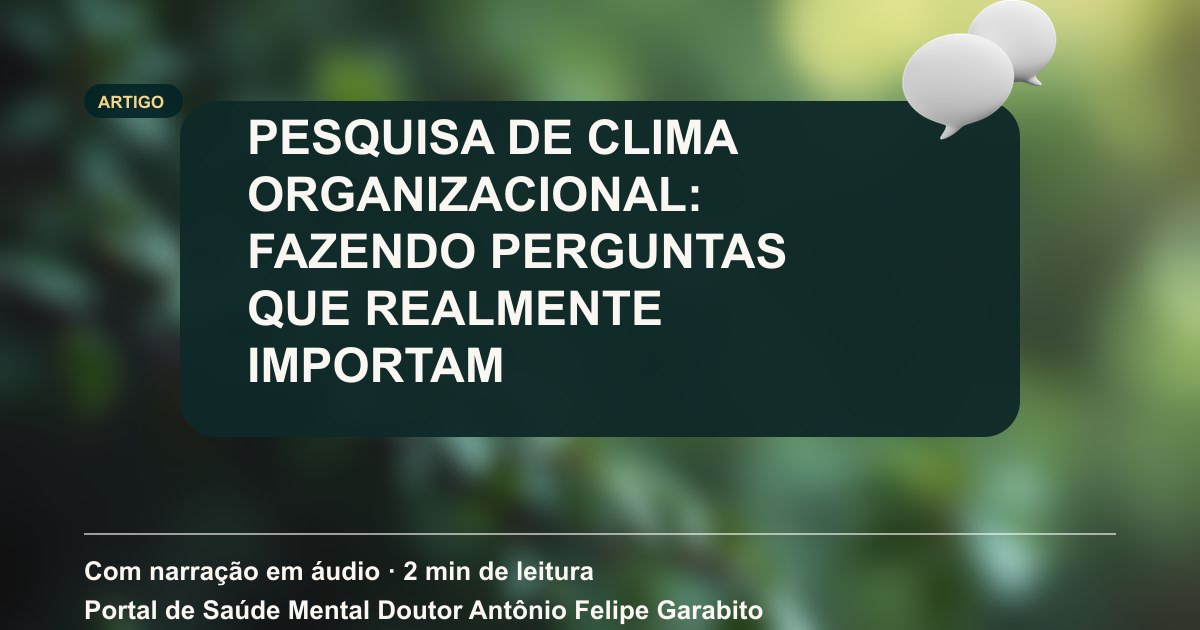 ARTIGO
PESQUISA DE CLIMA
ORGANIZACIONAL:
FAZENDO PERGUNTAS
QUE REALMENTE
IMPORTAM
Com narração em áudio · 2 min de leitura
Portal de Saúde Mental Doutor Antônio Felipe Garabito